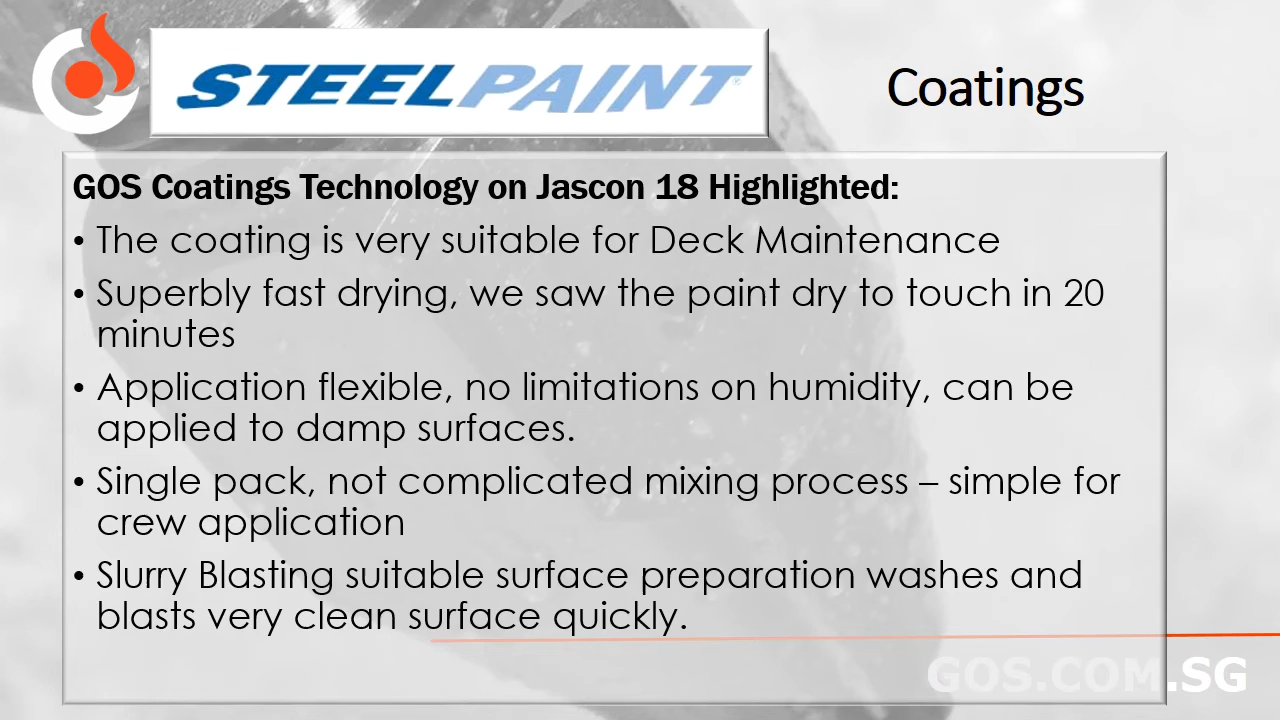 STEELPAINT®
Coatings
GOS Coatings Technology on Jascon 18 Highlighted:
• The coating is very suitable for Deck Maintenance
• Superbly fast drying, we saw the paint dry to touch in 20
minutes
• Application flexible, no limitations on humidity, can be
applied to damp surfaces.
• Single pack, not complicated mixing process – simple for
crew application
• Slurry Blasting suitable surface preparation washes and
blasts very clean surface quickly.
GOS.COM.SG